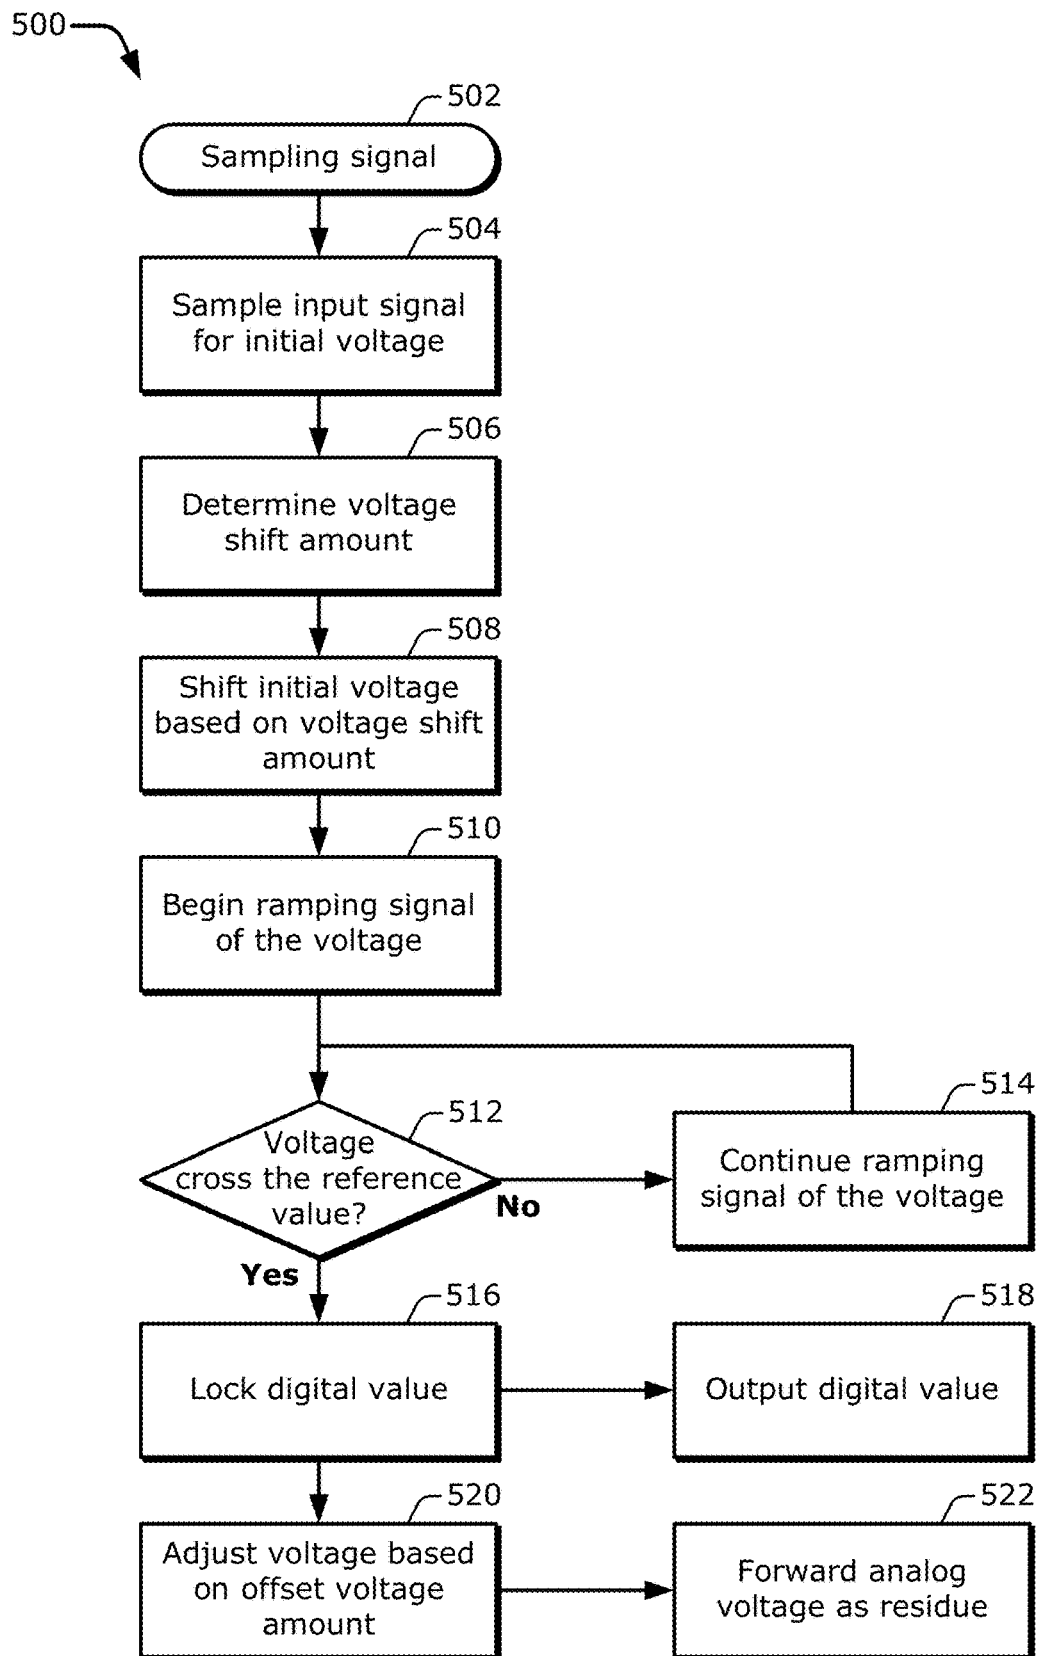 500
502
Sampling signal
504
Sample input signal
for initial voltage
506
Determine voltage
shift amount
508
Shift initial voltage
based on voltage shift
amount
510
Begin ramping signal
of the voltage
512
Voltage
cross the reference
value?
No
Yes
514
Continue ramping
signal of the voltage
516
Lock digital value
518
Output digital value
520
Adjust voltage based
on offset voltage
amount
522
Forward analog
voltage as residue